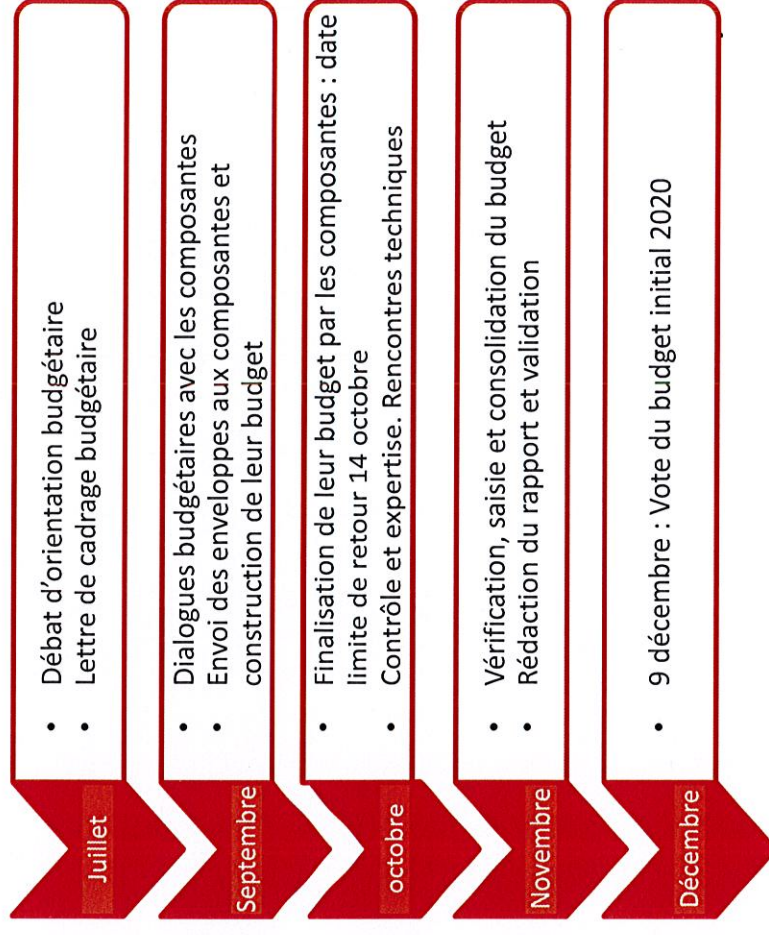 Juillet
• Débat d'orientation budgétaire
• Lettre de cadrage budgétaire
Septembre
• Dialogues budgétaires avec les composantes
• Envoi des enveloppes aux composantes et
construction de leur budget
octobre
• Finalisation de leur budget par les composantes : date
limite de retour 14 octobre
• Contrôle et expertise. Rencontres techniques
Novembre
• Vérification, saisie et consolidation du budget
• Rédaction du rapport et validation
Décembre
• 9 décembre : Vote du budget initial 2020